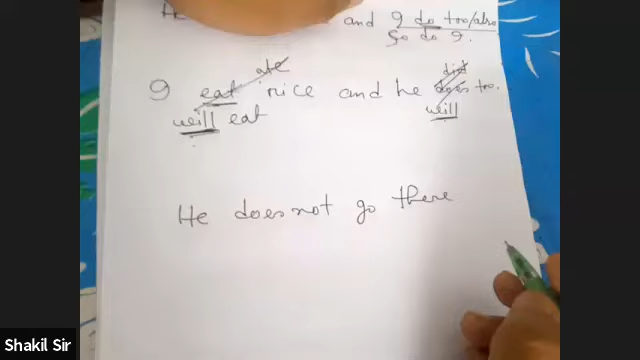 He and I do too/also
So do I.
ate did
I eat rice and he does too.
will eat will
He does not go there
Shakil Sir